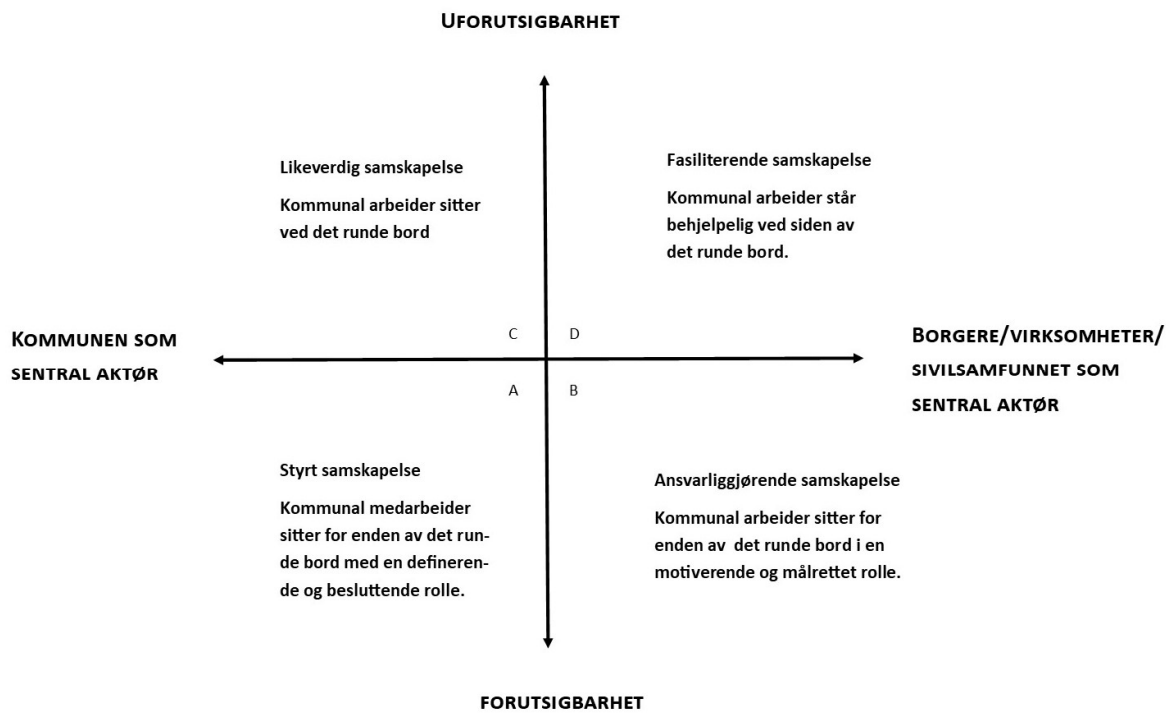 UFORUTSIGBARHET
Likeverdig samskapelse
Kommunal arbeider sitter
ved det runde bord
Fasiliterende samskapelse
Kommunal arbeider står
behjelpelig ved siden av
det runde bord.
KOMMUNEN SOM
SENTRAL AKTØR
C
D
A
B
BORGERE/VIRKSOMHETER/
SIVILSAMFUNNET SOM
SENTRAL AKTØR
Styrt samskapelse
Kommunal medarbeider
sitter for enden av det run-
de bord med en defineren-
de og besluttende rolle.
Ansvarliggjørende samskapelse
Kommunal arbeider sitter for
enden av det runde bord i en
motiverende og målrettet rolle.
FORUTSIGBARHET